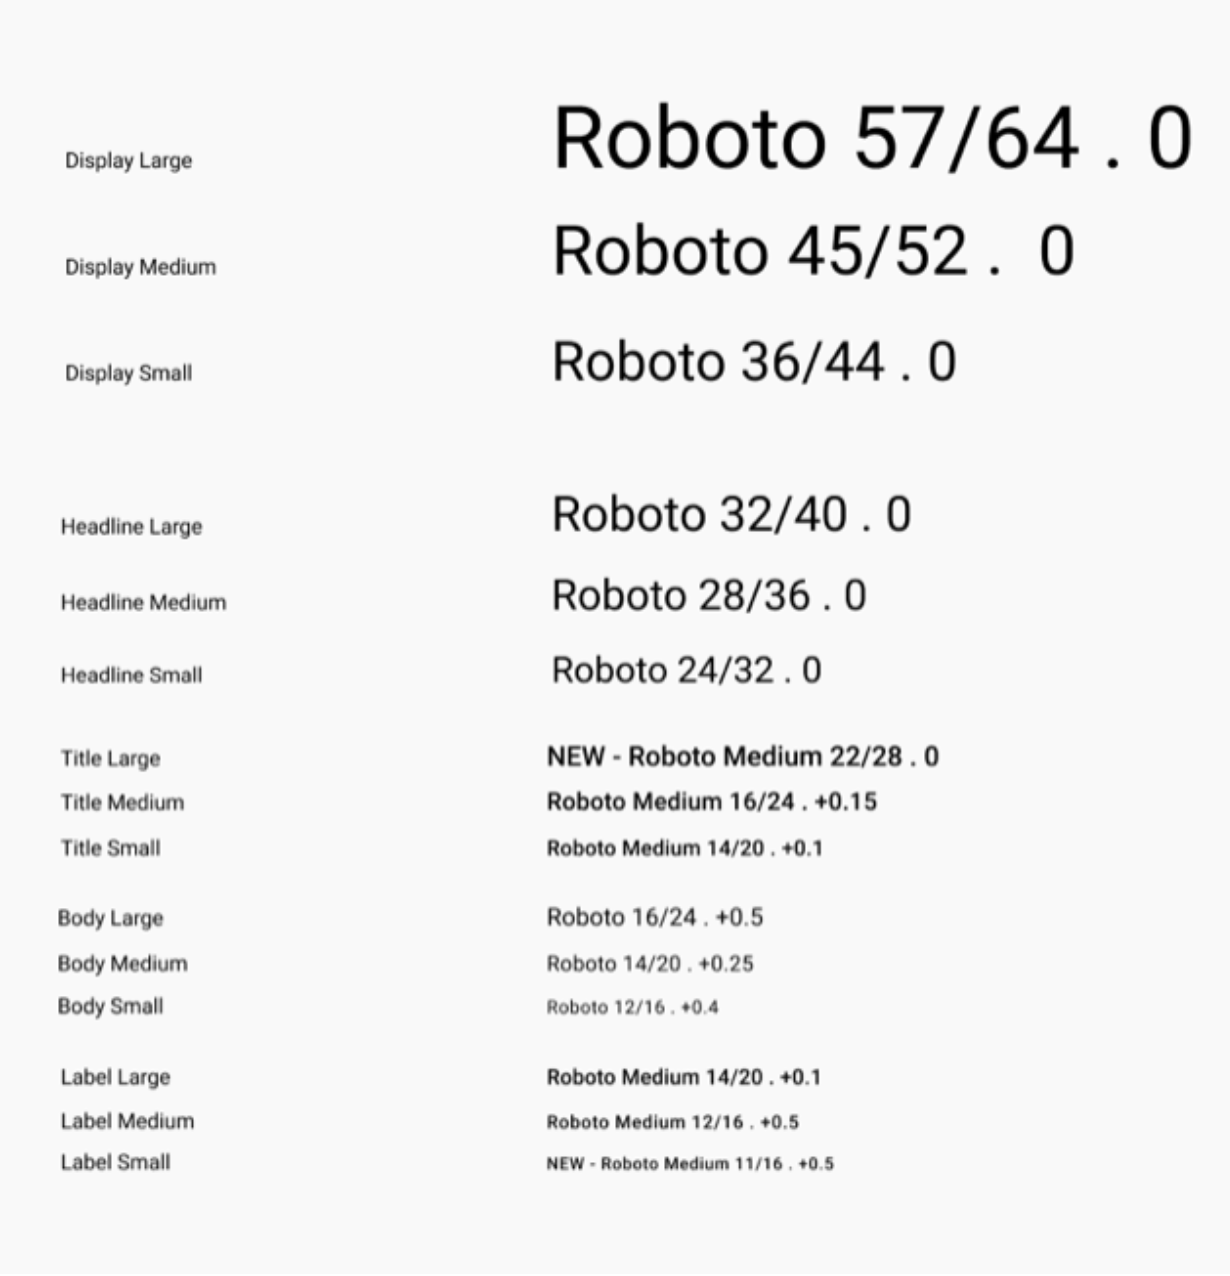 Display Large Roboto 57/64 . 0
Display Medium Roboto 45/52 . 0
Display Small Roboto 36/44 . 0
Headline Large Roboto 32/40 . 0
Headline Medium Roboto 28/36 . 0
Headline Small Roboto 24/32 . 0
Title Large NEW - Roboto Medium 22/28 . 0
Title Medium Roboto Medium 16/24 . +0.15
Title Small Roboto Medium 14/20 . +0.1
Body Large Roboto 16/24 . +0.5
Body Medium Roboto 14/20 . +0.25
Body Small Roboto 12/16 . +0.4
Label Large Roboto Medium 14/20 . +0.1
Label Medium Roboto Medium 12/16 . +0.5
Label Small NEW - Roboto Medium 11/16 . +0.5